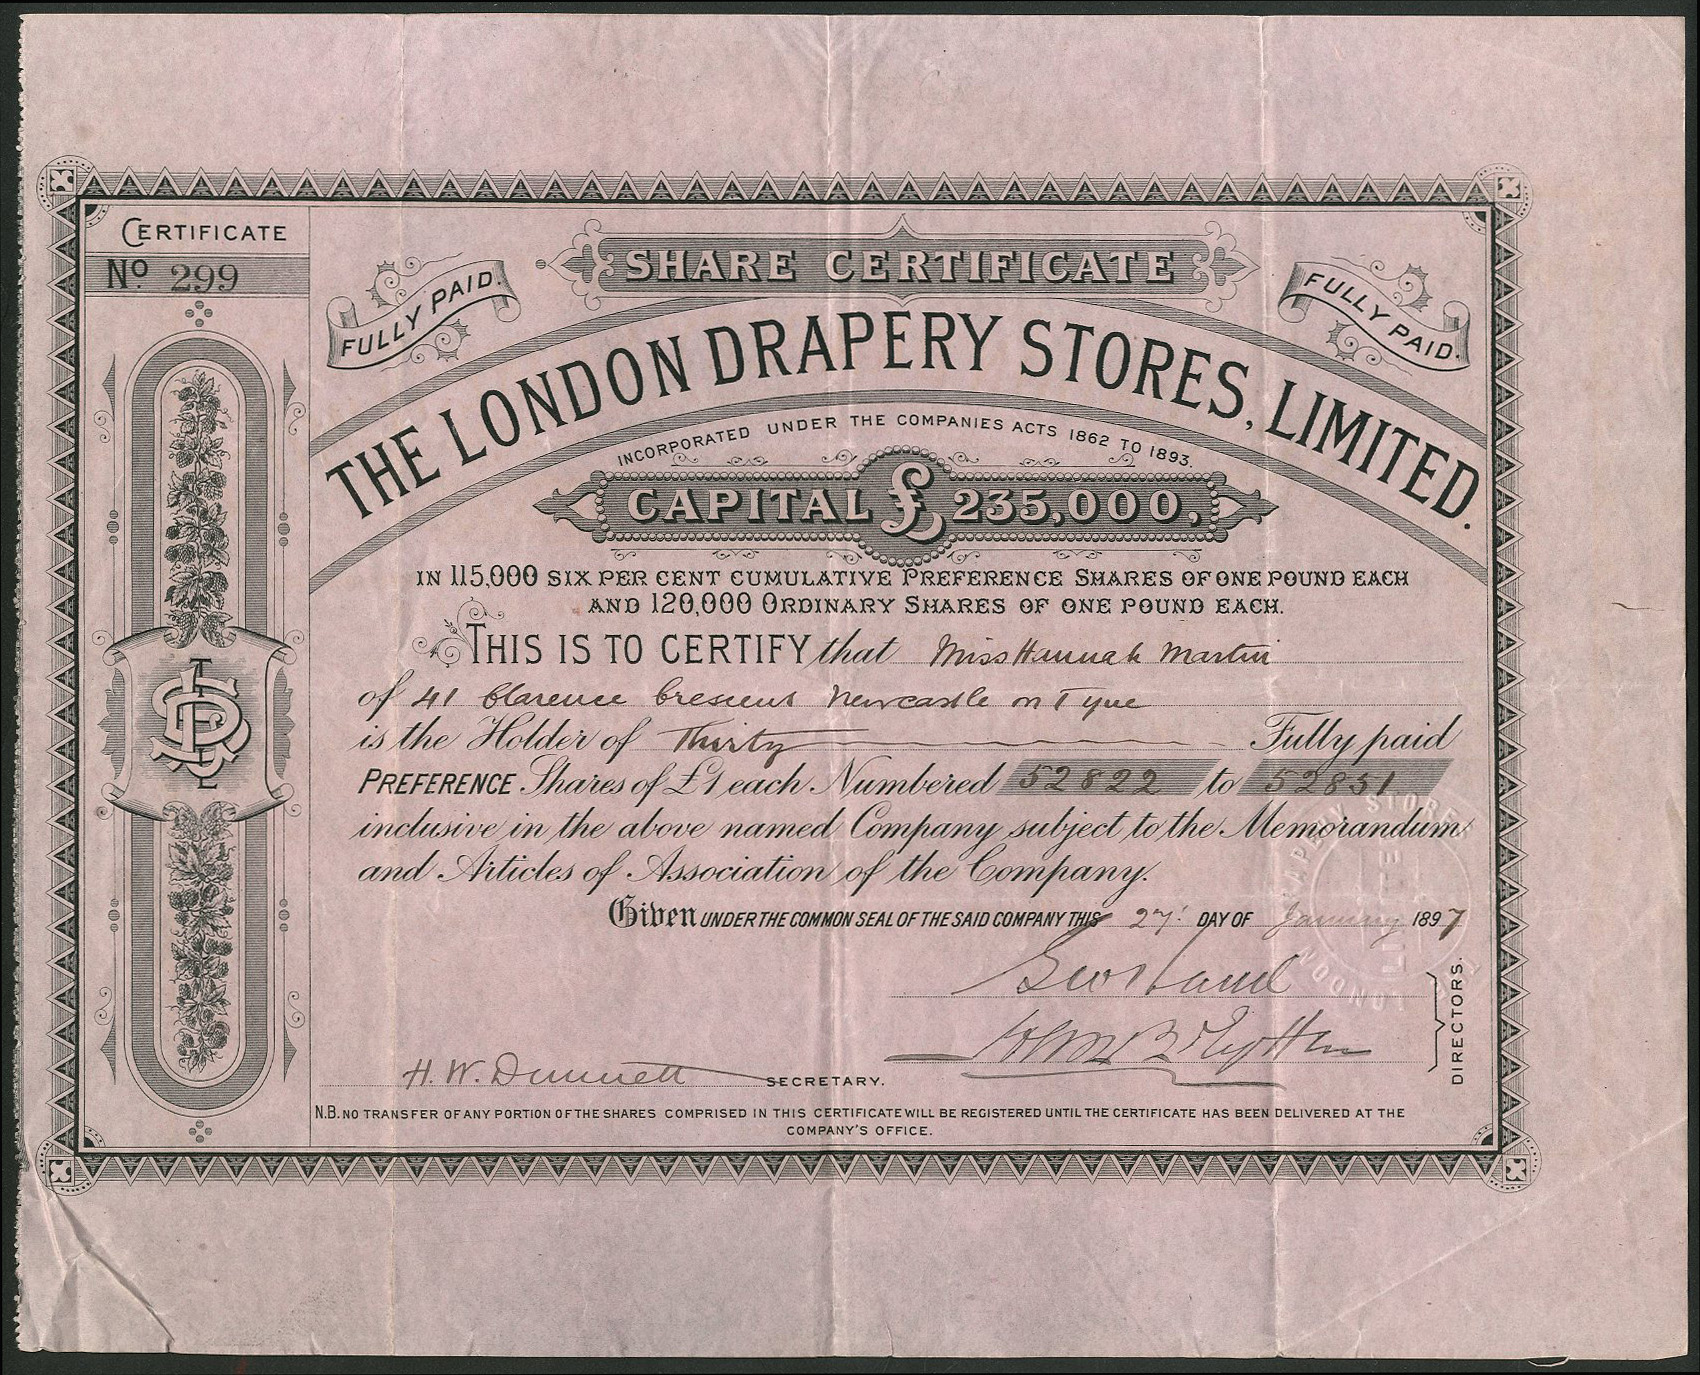 CERTIFICATE
No 299
SHARE CERTIFICATE
FULLY PAID.
FULLY PAID.
THE LONDON DRAPERY STORES, LIMITED.
INCORPORATED UNDER THE COMPANIES ACTS 1862 TO 1893.
CAPITAL £235,000,
IN 115,000 SIX PER CENT CUMULATIVE PREFERENCE SHARES OF ONE POUND EACH
AND 120,000 ORDINARY SHARES OF ONE POUND EACH.
THIS IS TO CERTIFY that Miss Hannah Martin
of 41 Clarence Crescent Newcastle on Tyne
is the Holder of Thirty Fully paid
PREFERENCE Shares of £1 each Numbered 52822 to 52851
inclusive in the above named Company subject to the Memorandum
and Articles of Association of the Company.
Given UNDER THE COMMON SEAL OF THE SAID COMPANY THIS 27 DAY OF January 1897
DIRECTORS.
H. W. Dunnett SECRETARY.
N.B. NO TRANSFER OF ANY PORTION OF THE SHARES COMPRISED IN THIS CERTIFICATE WILL BE REGISTERED UNTIL THE CERTIFICATE HAS BEEN DELIVERED AT THE
COMPANY'S OFFICE.